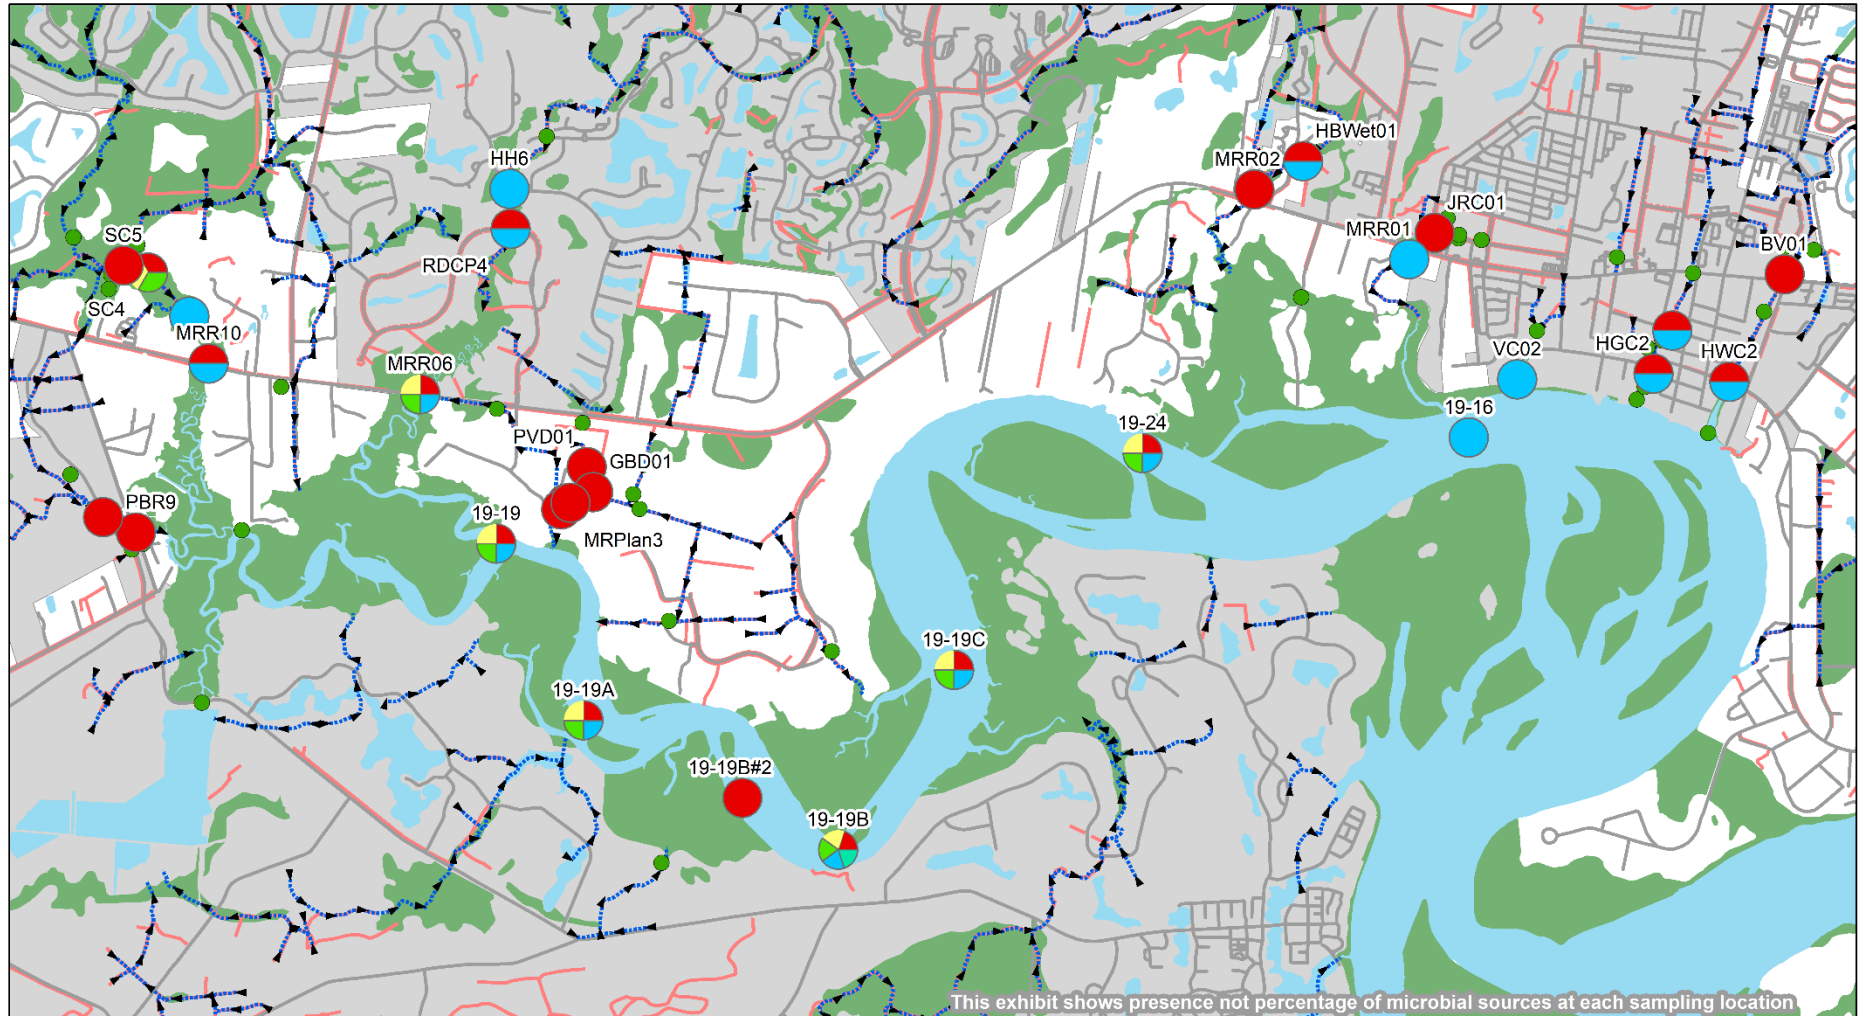 HBWet01
HH6
MRR02
JRC01
SC5
MRR01
BV01
RDCP4
SC4
MRR10
HGC2
VC02
HWC2
MRR06
19-16
19-24
PVD01
GBD01
PBR9
19-19
MRPlan3
19-19C
19-19A
19-19B#2
19-19B
This exhibit shows presence not percentage of microbial sources at each sampling location